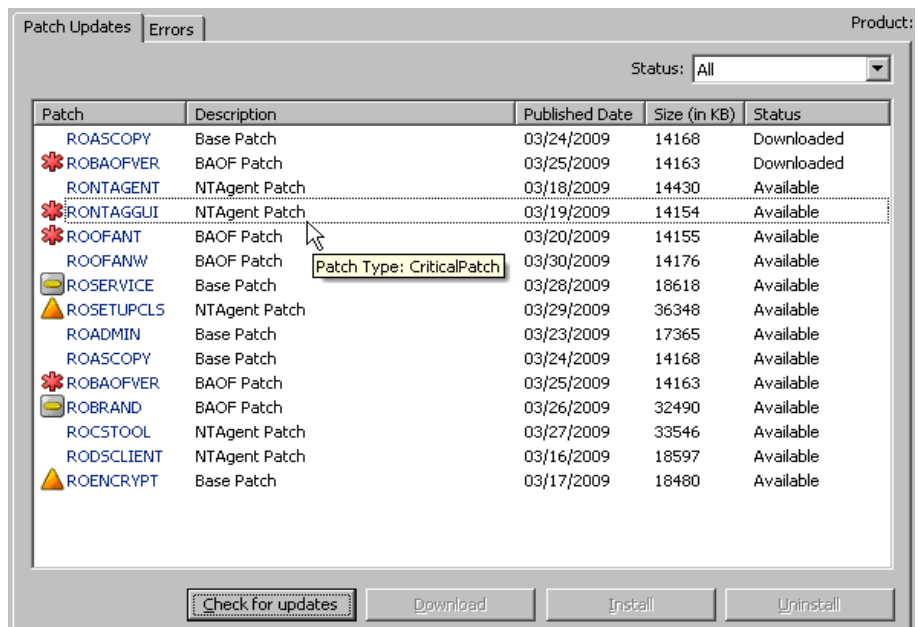 Patch Updates Errors Product:
Status: All
Patch Description Published Date Size (in KB) Status
ROASCOPY Base Patch 03/24/2009 14168 Downloaded
ROBAOFVER BAOF Patch 03/25/2009 14163 Downloaded
RONTAGENT NTAgent Patch 03/18/2009 14430 Available
RONTAGGUI NTAgent Patch 03/19/2009 14154 Available
ROOFANT BAOF Patch 03/20/2009 14155 Available
ROOFANW BAOF Patch 03/30/2009 14176 Available
Patch Type: CriticalPatch
ROSERVICE Base Patch 03/28/2009 18618 Available
ROSETUPCLS NTAgent Patch 03/29/2009 36348 Available
ROADMIN Base Patch 03/23/2009 17365 Available
ROASCOPY Base Patch 03/24/2009 14168 Available
ROBAOFVER BAOF Patch 03/25/2009 14163 Available
ROBRAND BAOF Patch 03/26/2009 32490 Available
ROCSTOOL NTAgent Patch 03/27/2009 33546 Available
RODSCLIENT NTAgent Patch 03/16/2009 18597 Available
ROENCRYPT Base Patch 03/17/2009 18480 Available
Check for updates Download Install Uninstall